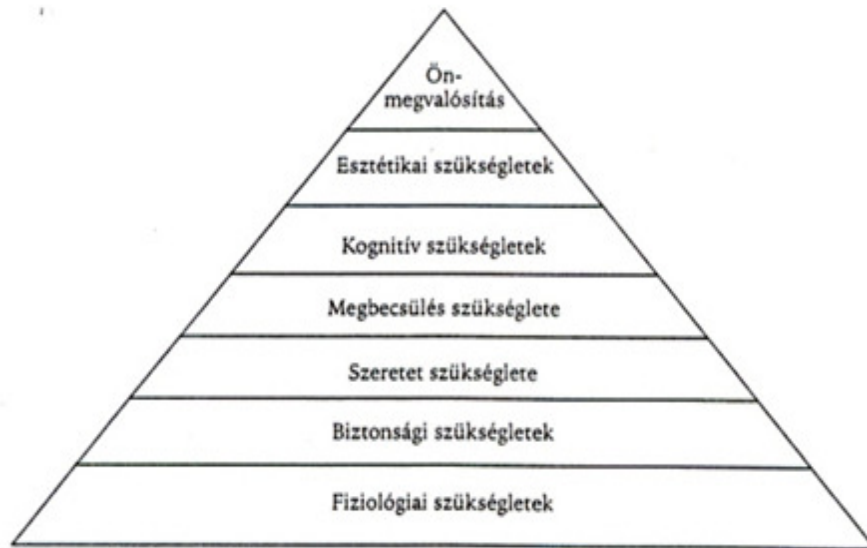 Ön-
megvalósítás
Esztétikai szükségletek
Kognitív szükségletek
Megbecsülés szükséglete
Szeretet szükséglete
Biztonsági szükségletek
Fiziológiai szükségletek